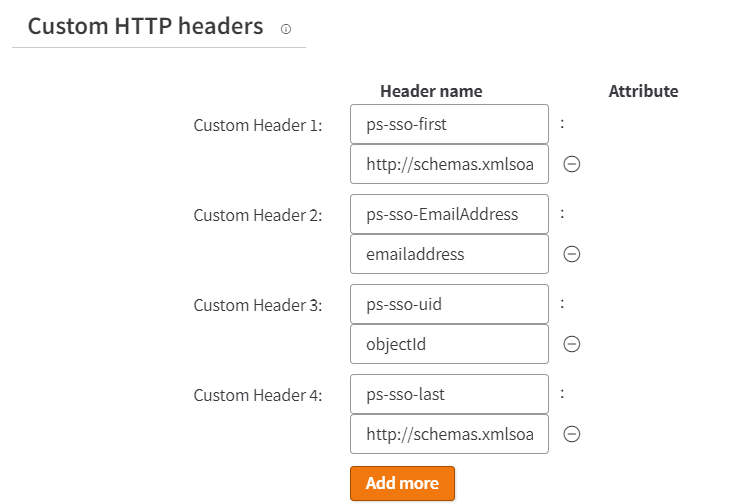 Custom HTTP headers
Header name Attribute
Custom Header 1: ps-sso-first :
http://schemas.xmlsoa
Custom Header 2: ps-sso-EmailAddress :
emailaddress
Custom Header 3: ps-sso-uid :
objectId
Custom Header 4: ps-sso-last :
http://schemas.xmlsoa
Add more